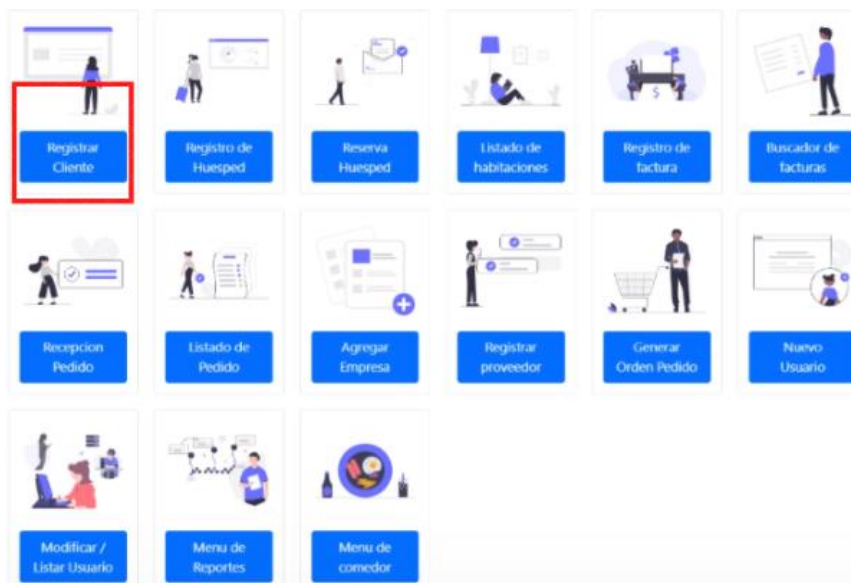 Registrar
Cliente
Registro de
Huesped
Reserva
Huesped
Listado de
habitaciones
Registro de
factura
Buscador de
facturas
Recepcion
Pedido
Listado de
Pedido
Agregar
Empresa
Registrar
proveedor
Generar
Orden Pedido
Nuevo
Usuario
Modificar /
Listar Usuario
Menu de
Reportes
Menu de
comedor